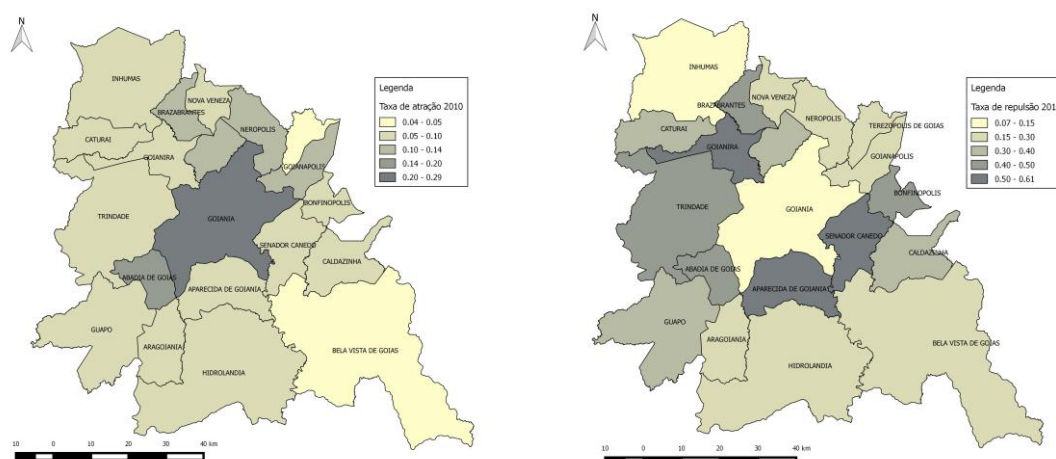 N
INHUMAS
NOVA VENEZA
BRAZABRANTES
NEROPOLIS
CATURAI
GOIANIRA
GOIANAPOLIS
BONFINOPOLIS
TRINDADE
GOIANIA
SENADOR CANEDO
CALDAZINHA
ABADIA DE GOIAS
APARECIDA DE GOIANIA
GUAPO
ARAGOIANIA
BELA VISTA DE GOIAS
HIDROLANDIA
Legenda
Taxa de atração 2010
0.04 - 0.05
0.05 - 0.10
0.10 - 0.14
0.14 - 0.20
0.20 - 0.29
10 0 10 20 30 40 km
N
INHUMAS
NOVA VENEZA
BRAZABRANTES
NEROPOLIS
TEREZOPOLIS DE GOIAS
CATURAI
GOIANIRA
GOIANAPOLIS
BONFINOPOLIS
TRINDADE
GOIANIA
SENADOR CANEDO
CALDAZINHA
ABADIA DE GOIAS
APARECIDA DE GOIANIA
GUAPO
ARAGOIANIA
BELA VISTA DE GOIAS
HIDROLANDIA
Legenda
Taxa de repulsão 201
0.07 - 0.15
0.15 - 0.30
0.30 - 0.40
0.40 - 0.50
0.50 - 0.61
10 0 10 20 30 40 km